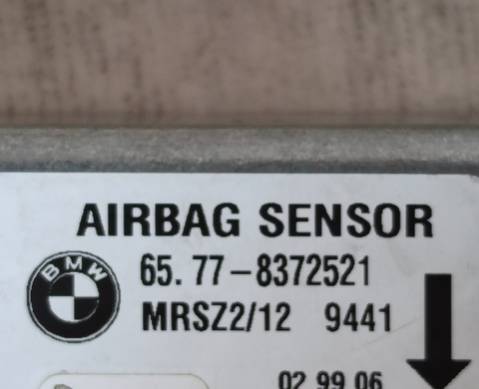 AIRBAG SENSOR
BMW
65.77-8372521
MRSZ2/12 9441
02 99 06